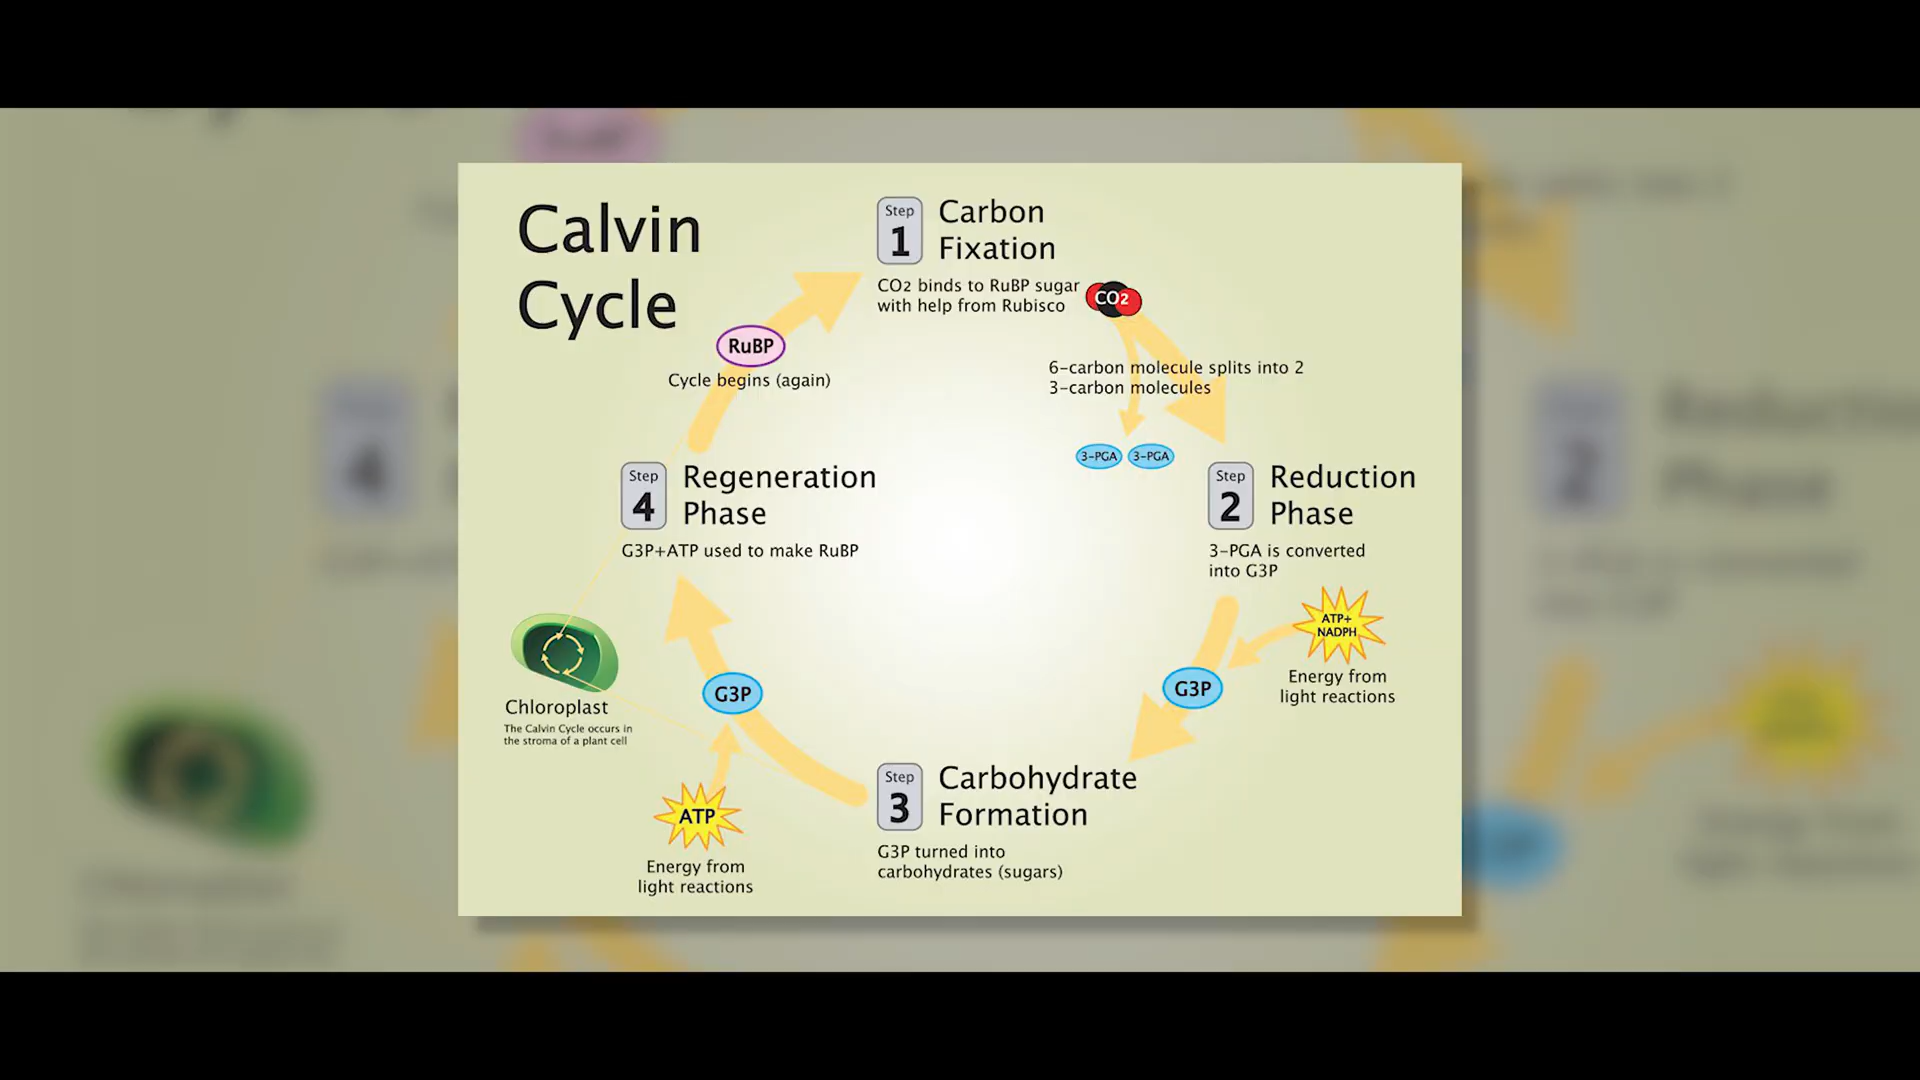 Calvin
Cycle
Step
1
Carbon
Fixation
CO2 binds to RuBP sugar
with help from Rubisco
CO2
RuBP
Cycle begins (again)
6-carbon molecule splits into 2
3-carbon molecules
3-PGA
3-PGA
Step
2
Reduction
Phase
3-PGA is converted
into G3P
ATP+
NADPH
Energy from
light reactions
G3P
Step
3
Carbohydrate
Formation
G3P turned into
carbohydrates (sugars)
G3P
ATP
Energy from
light reactions
Step
4
Regeneration
Phase
G3P+ATP used to make RuBP
Chloroplast
The Calvin Cycle occurs in
the stroma of a plant cell